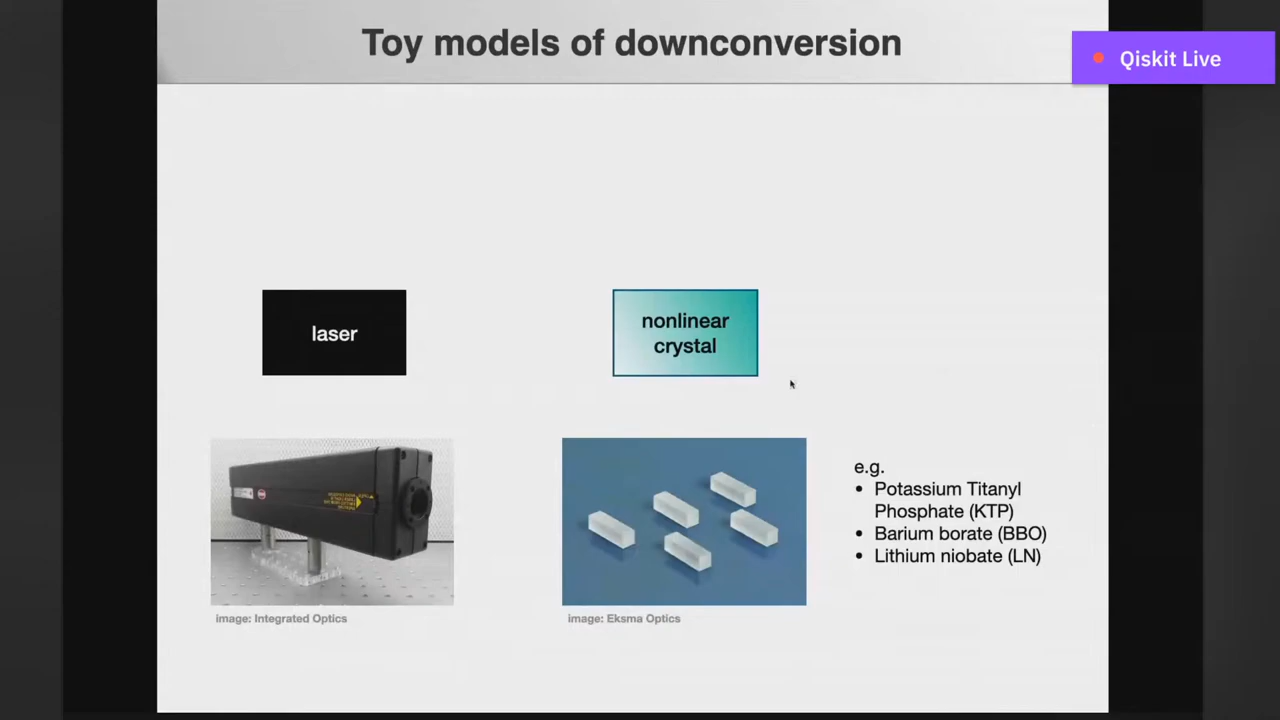 Toy models of downconversion
Qiskit Live
laser
nonlinear
crystal
e.g.
• Potassium Titanyl
Phosphate (KTP)
• Barium borate (BBO)
• Lithium niobate (LN)
image: Integrated Optics
image: Eksma Optics